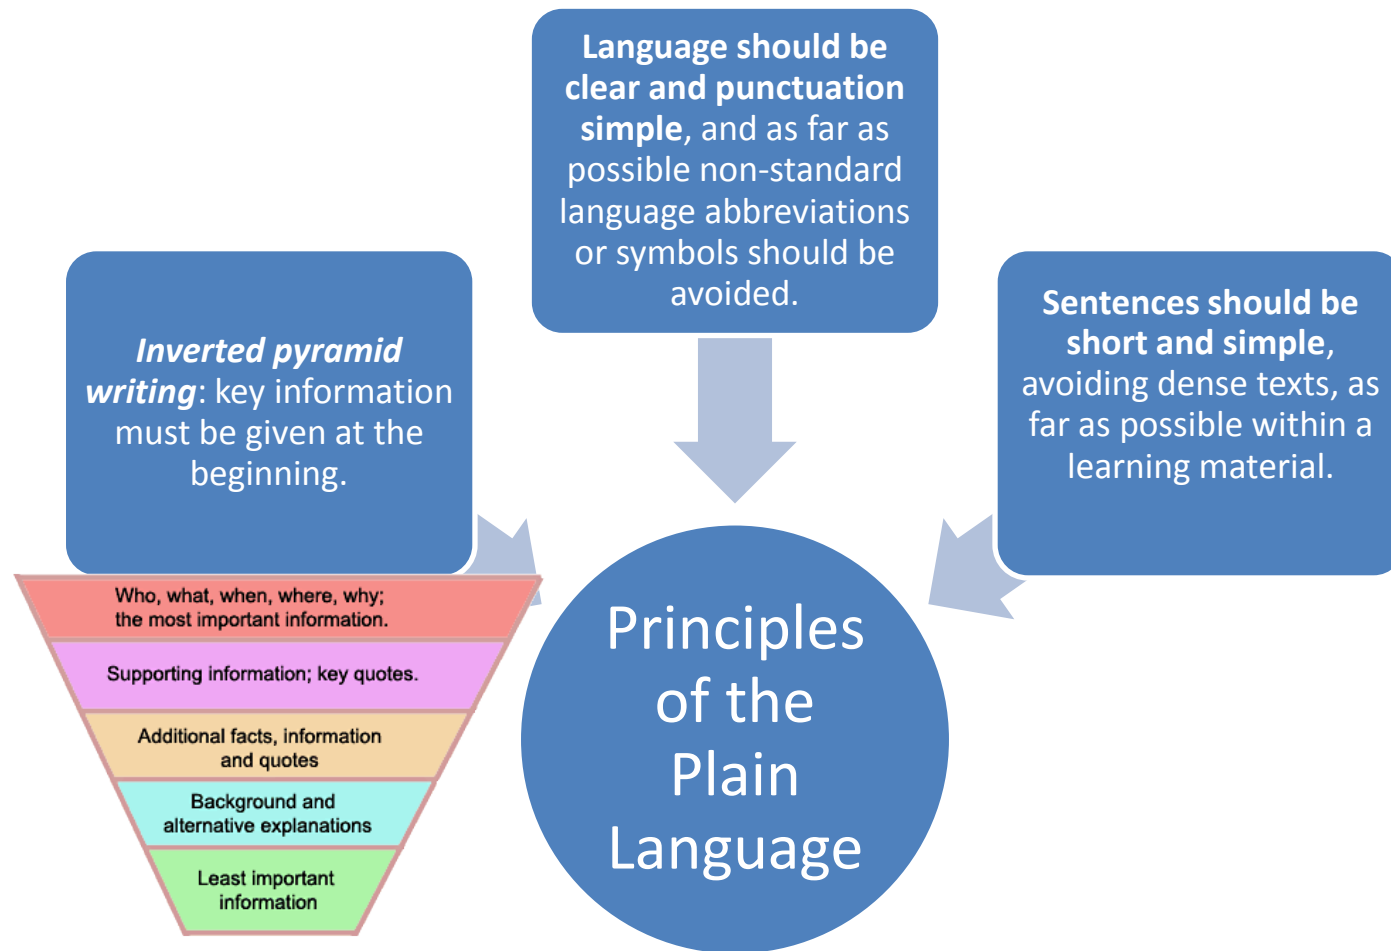 Language should be
clear and punctuation
simple, and as far as
possible non-standard
language abbreviations
or symbols should be
avoided.
Inverted pyramid
writing: key information
must be given at the
beginning.
Sentences should be
short and simple,
avoiding dense texts, as
far as possible within a
learning material.
Who, what, when, where, why;
the most important information.
Supporting information; key quotes.
Additional facts, information
and quotes
Background and
alternative explanations
Least important
information
Principles
of the
Plain
Language